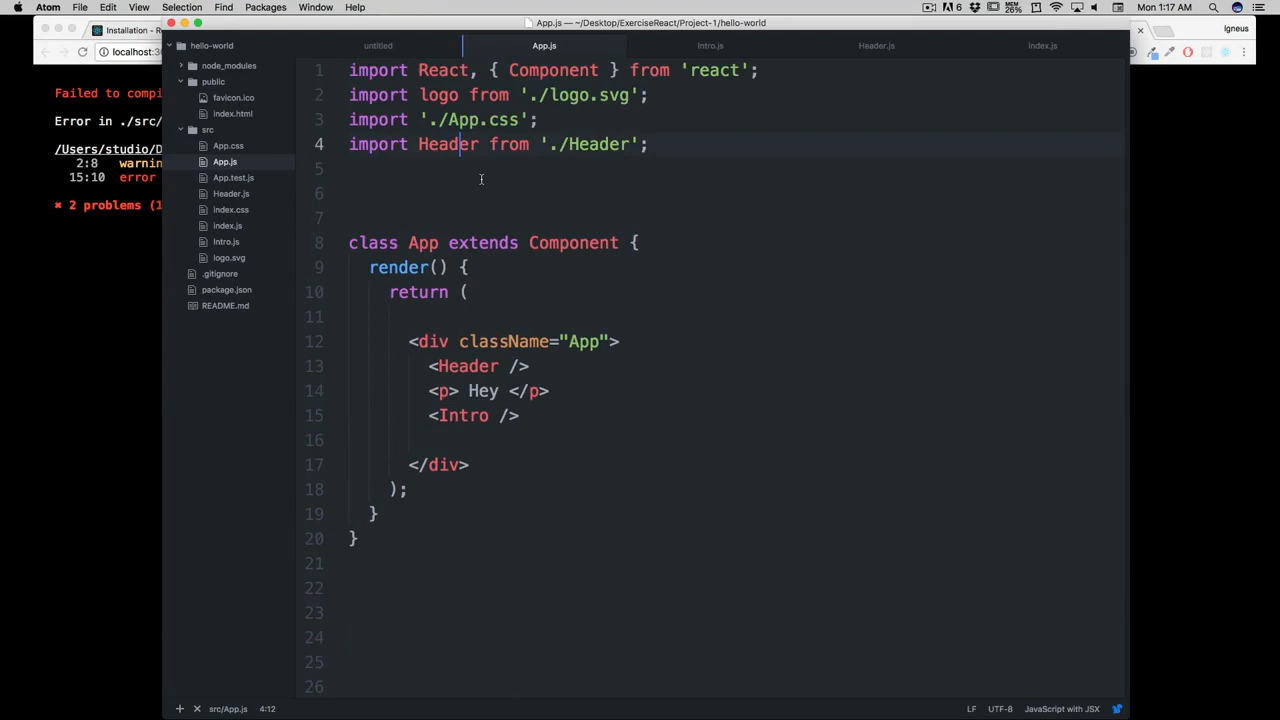 Atom File Edit View Selection Find Packages Window Help
6 MEM 26% Mon 1:17 AM
App.js — ~/Desktop/ExerciseReact/Project-1/hello-world
Installation - Re
Igneus
localhost:30
hello-world
untitled App.js Intro.js Header.js Index.js
node_modules
public
favicon.ico
index.html
src
App.css
App.js
App.test.js
Header.js
index.css
index.js
Intro.js
logo.svg
.gitignore
package.json
README.md
Failed to compi
Error in ./src/
/Users/studio/D
2:8 warnin
15:10 error
✖ 2 problems (1
1 import React, { Component } from 'react';
2 import logo from './logo.svg';
3 import './App.css';
4 import Header from './Header';
5
6
7
8 class App extends Component {
9 render() {
10 return (
11
12 <div className="App">
13 <Header />
14 <p> Hey </p>
15 <Intro />
16
17 </div>
18 );
19 }
20 }
21
22
23
24
25
26
src/App.js 4:12
LF UTF-8 JavaScript with JSX